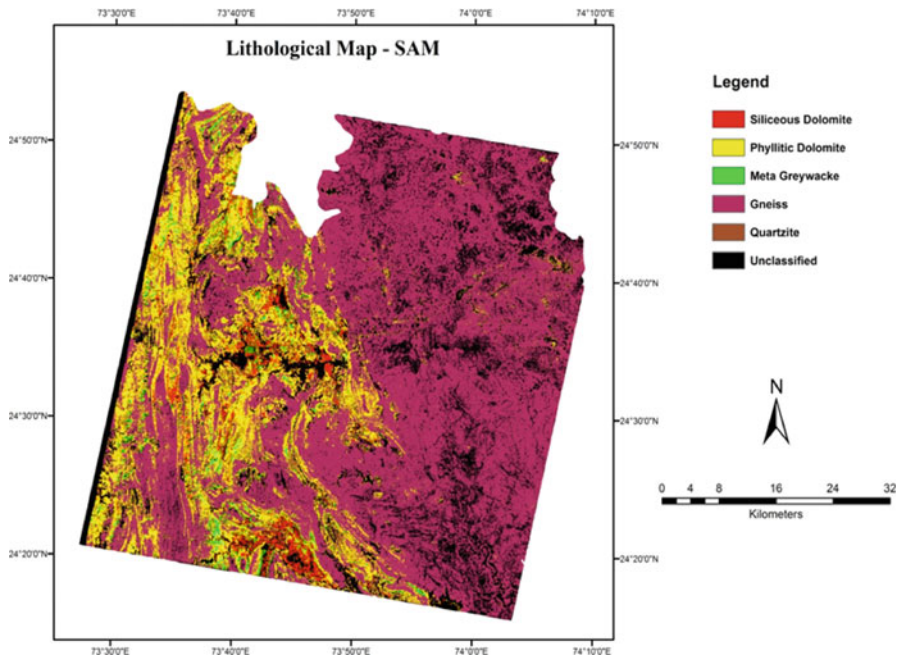 73°30'0"E 73°40'0"E 73°50'0"E 74°0'0"E 74°10'0"E
Lithological Map - SAM
Legend
Siliceous Dolomite
Phyllitic Dolomite
Meta Greywacke
Gneiss
Quartzite
Unclassified
24°50'0"N
24°40'0"N
24°30'0"N
24°20'0"N
24°50'0"N
24°40'0"N
24°30'0"N
24°20'0"N
N
0 4 8 16 24 32
Kilometers
73°30'0"E 73°40'0"E 73°50'0"E 74°0'0"E 74°10'0"E